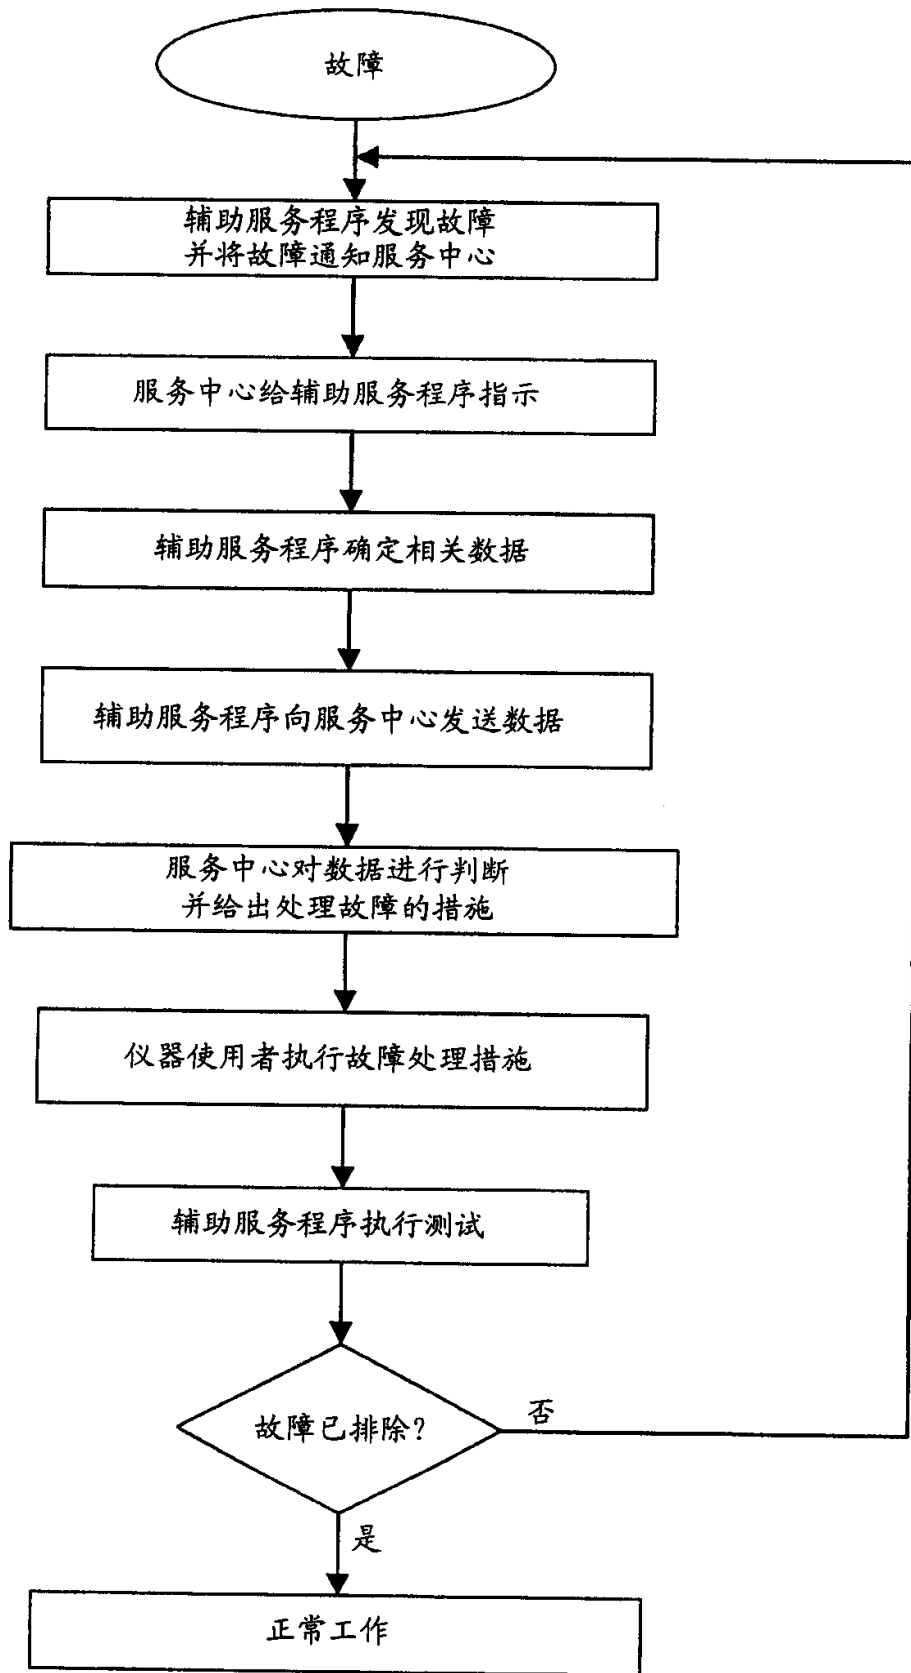 故障
辅助服务程序发现故障
并将故障通知服务中心
服务中心给辅助服务程序指示
辅助服务程序确定相关数据
辅助服务程序向服务中心发送数据
服务中心对数据进行判断
并给出处理故障的措施
仪器使用者执行故障处理措施
辅助服务程序执行测试
故障已排除?
否
是
正常工作